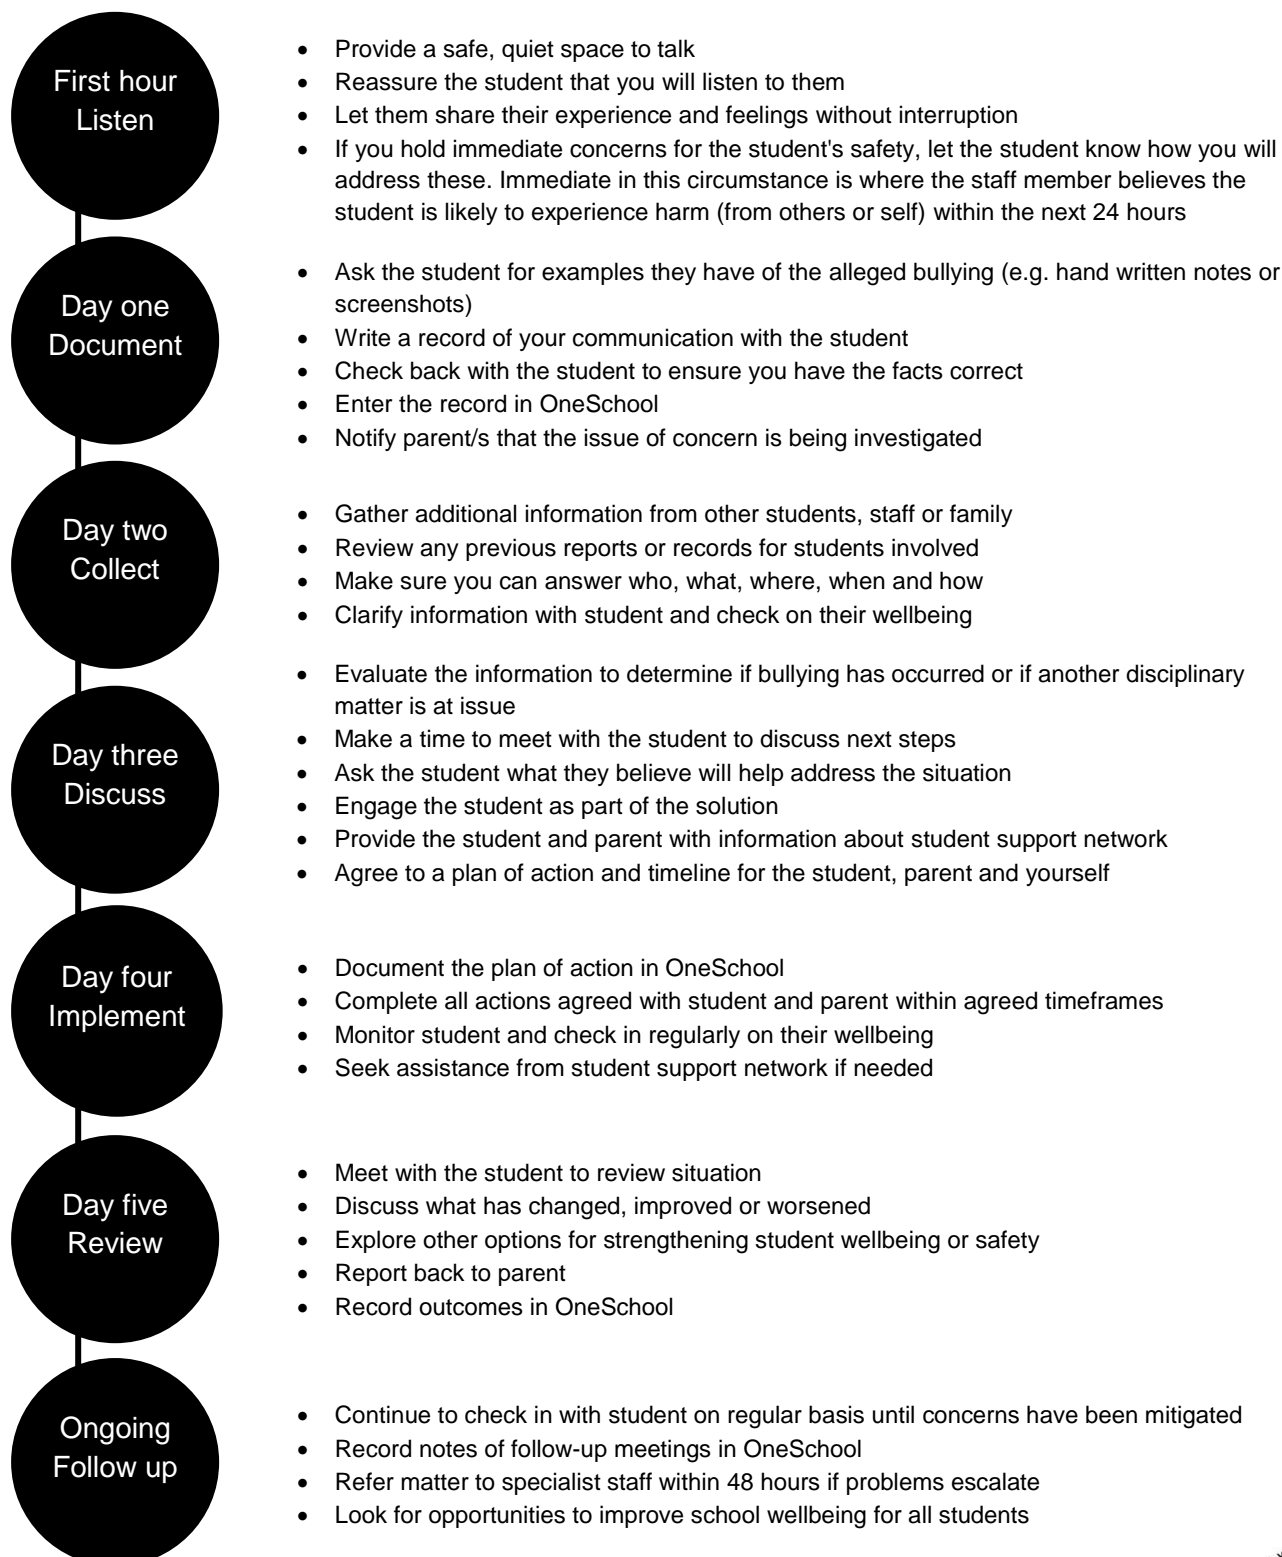 First hour
Listen
• Provide a safe, quiet space to talk
• Reassure the student that you will listen to them
• Let them share their experience and feelings without interruption
• If you hold immediate concerns for the student's safety, let the student know how you will
address these. Immediate in this circumstance is where the staff member believes the
student is likely to experience harm (from others or self) within the next 24 hours
Day one
Document
• Ask the student for examples they have of the alleged bullying (e.g. hand written notes or
screenshots)
• Write a record of your communication with the student
• Check back with the student to ensure you have the facts correct
• Enter the record in OneSchool
• Notify parent/s that the issue of concern is being investigated
Day two
Collect
• Gather additional information from other students, staff or family
• Review any previous reports or records for students involved
• Make sure you can answer who, what, where, when and how
• Clarify information with student and check on their wellbeing
Day three
Discuss
• Evaluate the information to determine if bullying has occurred or if another disciplinary
matter is at issue
• Make a time to meet with the student to discuss next steps
• Ask the student what they believe will help address the situation
• Engage the student as part of the solution
• Provide the student and parent with information about student support network
• Agree to a plan of action and timeline for the student, parent and yourself
Day four
Implement
• Document the plan of action in OneSchool
• Complete all actions agreed with student and parent within agreed timeframes
• Monitor student and check in regularly on their wellbeing
• Seek assistance from student support network if needed
Day five
Review
• Meet with the student to review situation
• Discuss what has changed, improved or worsened
• Explore other options for strengthening student wellbeing or safety
• Report back to parent
• Record outcomes in OneSchool
Ongoing
Follow up
• Continue to check in with student on regular basis until concerns have been mitigated
• Record notes of follow-up meetings in OneSchool
• Refer matter to specialist staff within 48 hours if problems escalate
• Look for opportunities to improve school wellbeing for all students